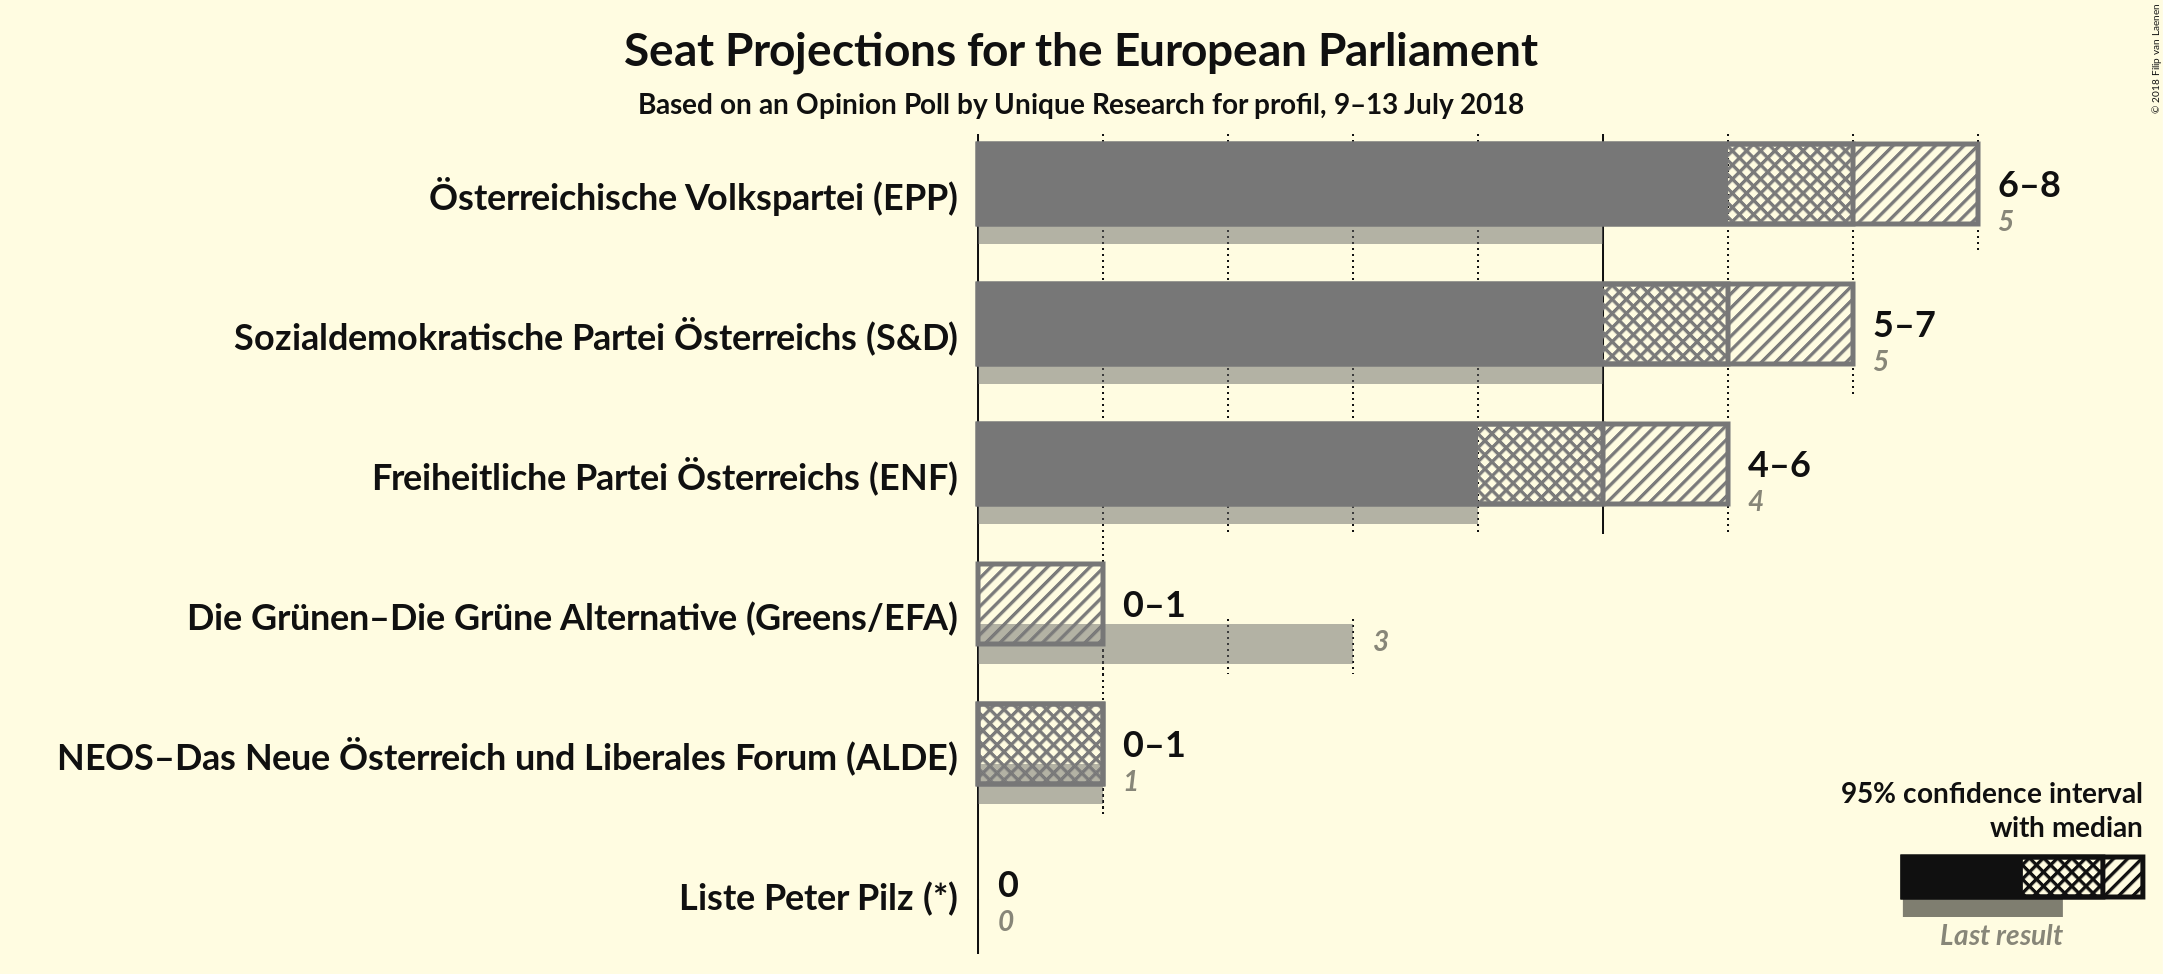 Seat Projections for the European Parliament
Based on an Opinion Poll by Unique Research for profil, 9–13 July 2018
© 2018 Filip van Laenen
Österreichische Volkspartei (EPP)
6–8
5
Sozialdemokratische Partei Österreichs (S&D)
5–7
5
Freiheitliche Partei Österreichs (ENF)
4–6
4
Die Grünen–Die Grüne Alternative (Greens/EFA)
0–1
3
NEOS–Das Neue Österreich und Liberales Forum (ALDE)
0–1
1
Liste Peter Pilz (*)
0
0
95% confidence interval
with median
Last result